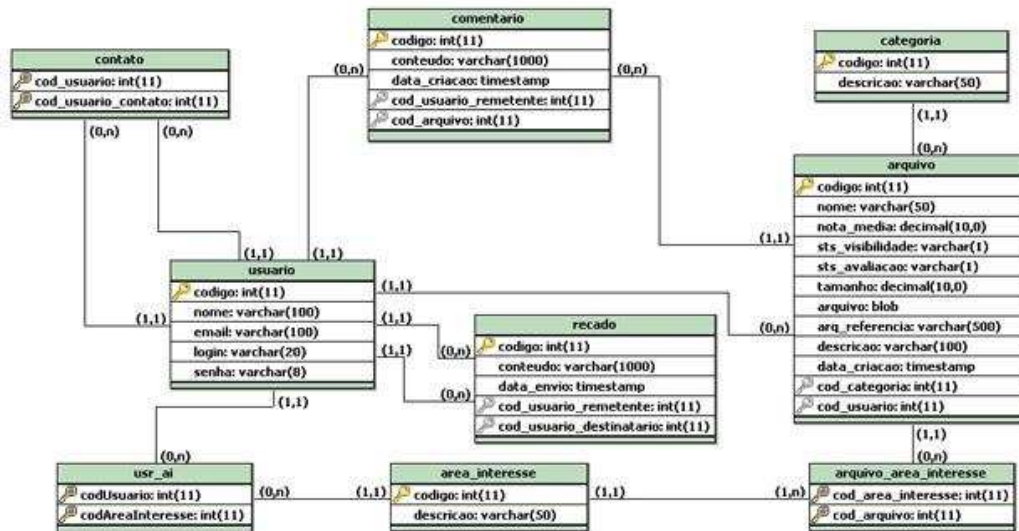 comentario
codigo: int(11)
conteudo: varchar(1000)
data_criacao: timestamp
cod_usuario_remetente: int(11)
cod_arquivo: int(11)
contato
cod_usuario: int(11)
cod_usuario_contato: int(11)
categoria
codigo: int(11)
descricao: varchar(50)
(0,n)
(0,n)
(0,n)
(0,n)
(1,1)
(0,n)
arquivo
codigo: int(11)
nome: varchar(50)
nota_media: decimal(10,0)
sts_visibilidade: varchar(1)
sts_avaliacao: varchar(1)
tamanho: decimal(10,0)
arquivo: blob
arq_referencia: varchar(500)
descricao: varchar(100)
data_criacao: timestamp
cod_categoria: int(11)
cod_usuario: int(11)
(1,1)
(1,1)
(1,1)
usuario
codigo: int(11)
nome: varchar(100)
email: varchar(100)
login: varchar(20)
senha: varchar(8)
(1,1)
(1,1)
(1,1)
(1,1)
(0,n)
(0,n)
(0,n)
recado
codigo: int(11)
conteudo: varchar(1000)
data_envio: timestamp
cod_usuario_remetente: int(11)
cod_usuario_destinatario: int(11)
(1,1)
(0,n)
(1,1)
(0,n)
usr_ai
codUsuario: int(11)
codAreaInteresse: int(11)
(0,n)
(1,1)
area_interesse
codigo: int(11)
descricao: varchar(50)
(1,1)
(1,n)
arquivo_area_interesse
cod_area_interesse: int(11)
cod_arquivo: int(11)